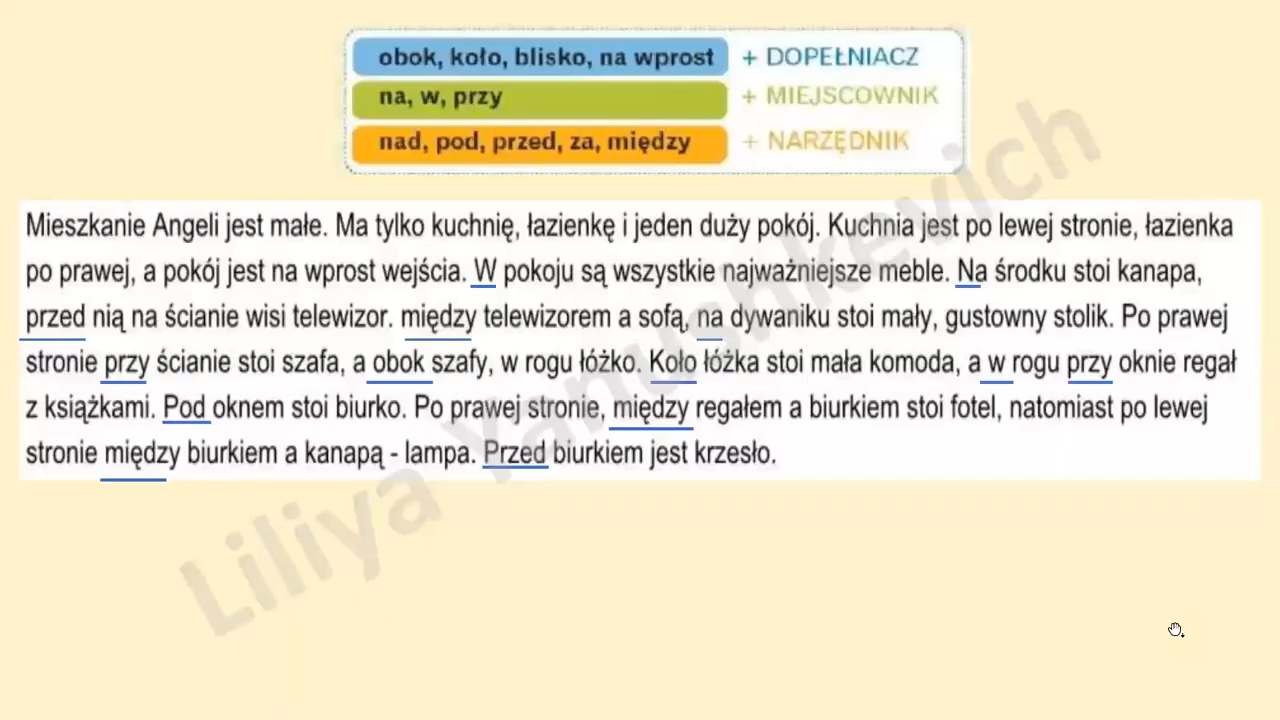 obok, koło, blisko, na wprost + DOPEŁNIACZ
na, w, przy + MIEJSCOWNIK
nad, pod, przed, za, między + NARZĘDNIK
Mieszkanie Angeli jest małe. Ma tylko kuchnię, łazienkę i jeden duży pokój. Kuchnia jest po lewej stronie, łazienka
po prawej, a pokój jest na wprost wejścia. W pokoju są wszystkie najważniejsze meble. Na środku stoi kanapa,
przed nią na ścianie wisi telewizor. między telewizorem a sofą, na dywaniku stoi mały, gustowny stolik. Po prawej
stronie przy ścianie stoi szafa, a obok szafy, w rogu łóżko. Koło łóżka stoi mała komoda, a w rogu przy oknie regał
z książkami. Pod oknem stoi biurko. Po prawej stronie, między regałem a biurkiem stoi fotel, natomiast po lewej
stronie między biurkiem a kanapą - lampa. Przed biurkiem jest krzesło.
Liliya Yanushkevich